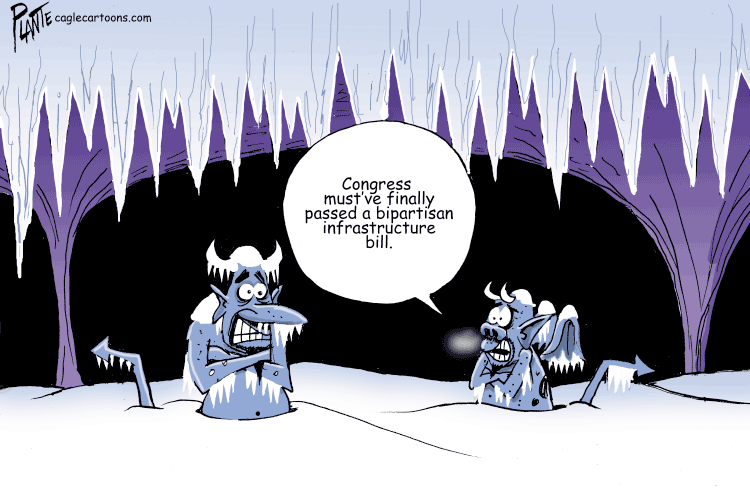 PLANTE caglecartoons.com
Congress
must've finally
passed a bipartisan
infrastructure
bill.